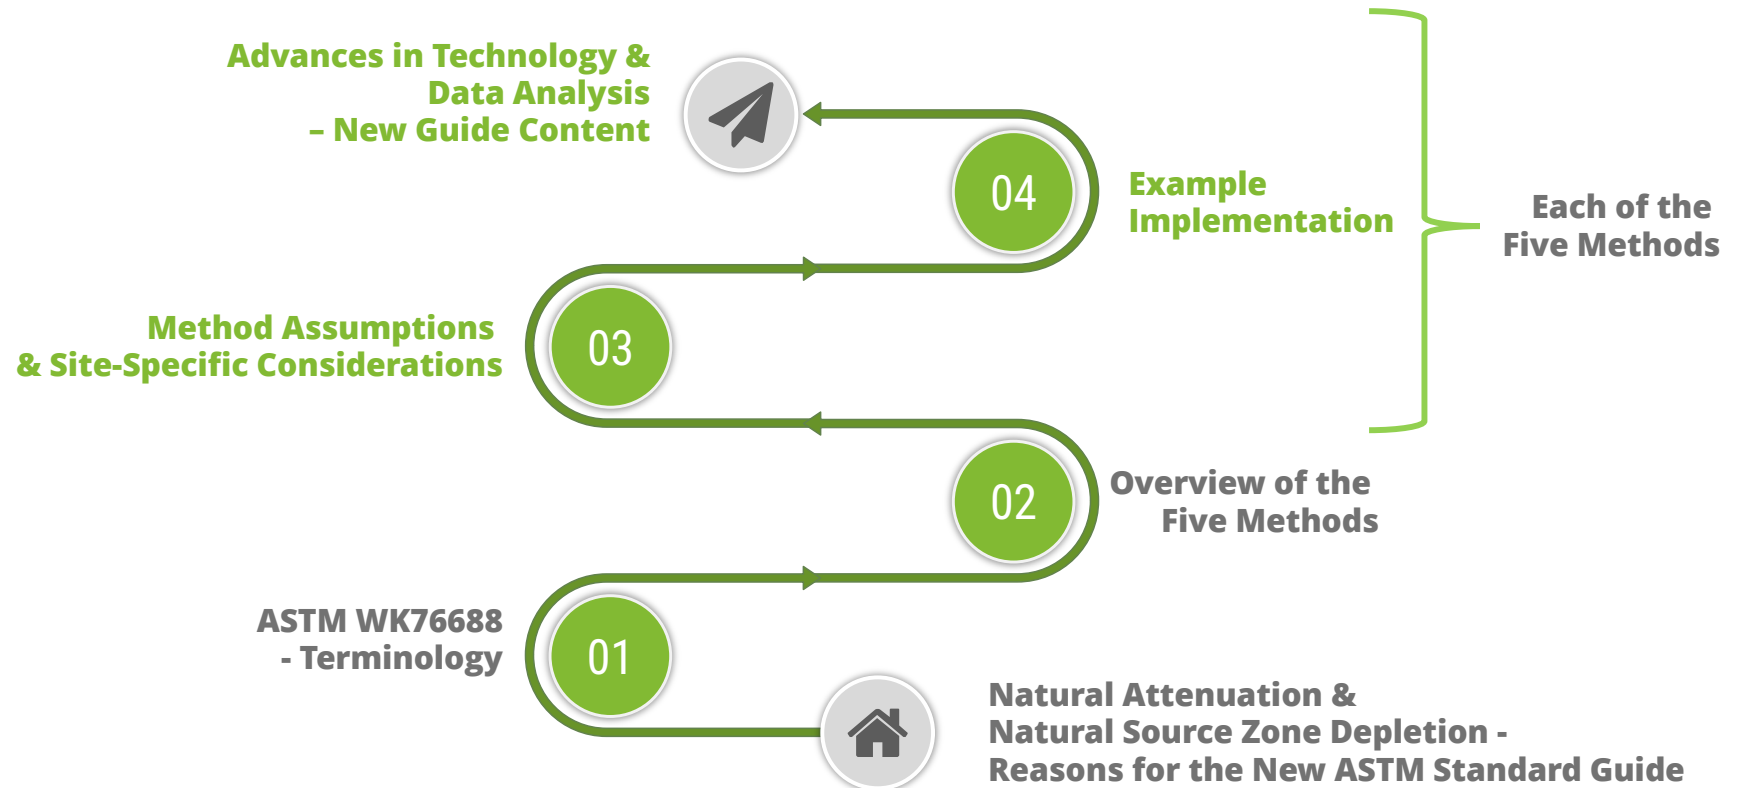 Advances in Technology &
Data Analysis
– New Guide Content
04
Example
Implementation
Each of the
Five Methods
Method Assumptions
& Site-Specific Considerations
03
02
Overview of the
Five Methods
ASTM WK76688
- Terminology
01
Natural Attenuation &
Natural Source Zone Depletion -
Reasons for the New ASTM Standard Guide